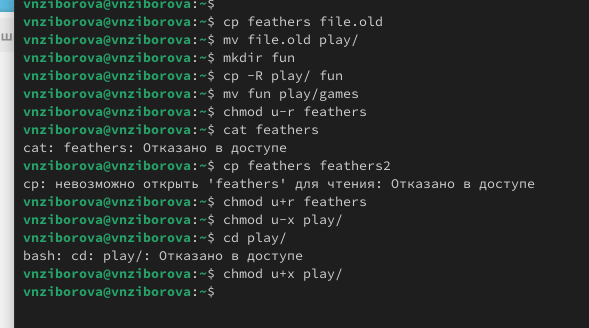 vnziborova@vnziborova:~$
vnziborova@vnziborova:~$ cp feathers file.old
vnziborova@vnziborova:~$ mv file.old play/
vnziborova@vnziborova:~$ mkdir fun
vnziborova@vnziborova:~$ cp -R play/ fun
vnziborova@vnziborova:~$ mv fun play/games
vnziborova@vnziborova:~$ chmod u-r feathers
vnziborova@vnziborova:~$ cat feathers
cat: feathers: Отказано в доступе
vnziborova@vnziborova:~$ cp feathers feathers2
cp: невозможно открыть 'feathers' для чтения: Отказано в доступе
vnziborova@vnziborova:~$ chmod u+r feathers
vnziborova@vnziborova:~$ chmod u-x play/
vnziborova@vnziborova:~$ cd play/
bash: cd: play/: Отказано в доступе
vnziborova@vnziborova:~$ chmod u+x play/
vnziborova@vnziborova:~$